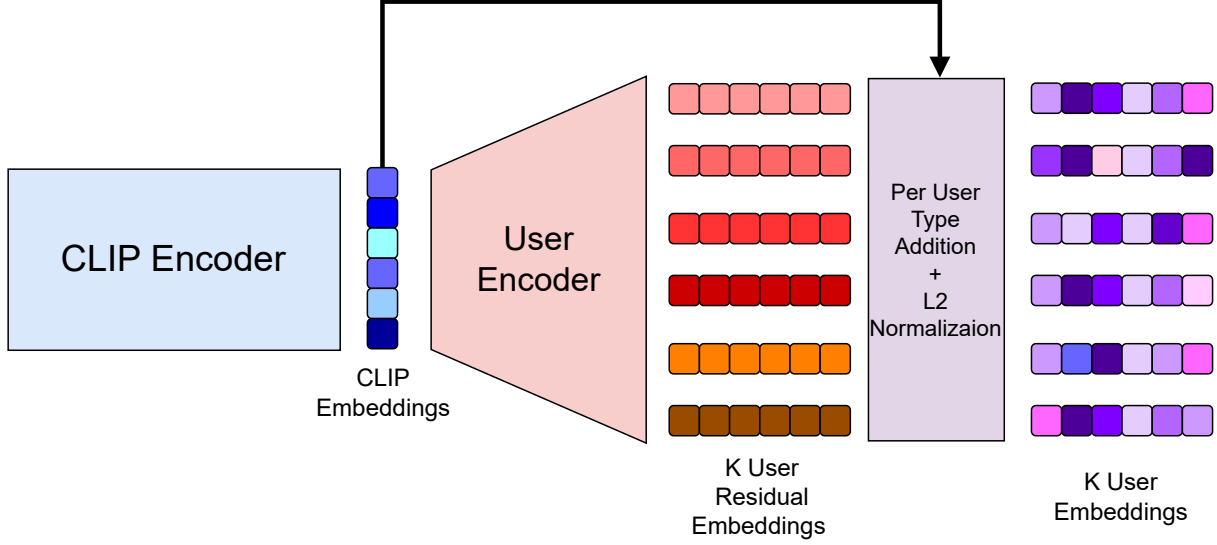 CLIP Encoder
CLIP
Embeddings
User
Encoder
K User
Residual
Embeddings
Per User
Type
Addition
+
L2
Normalizaion
K User
Embeddings